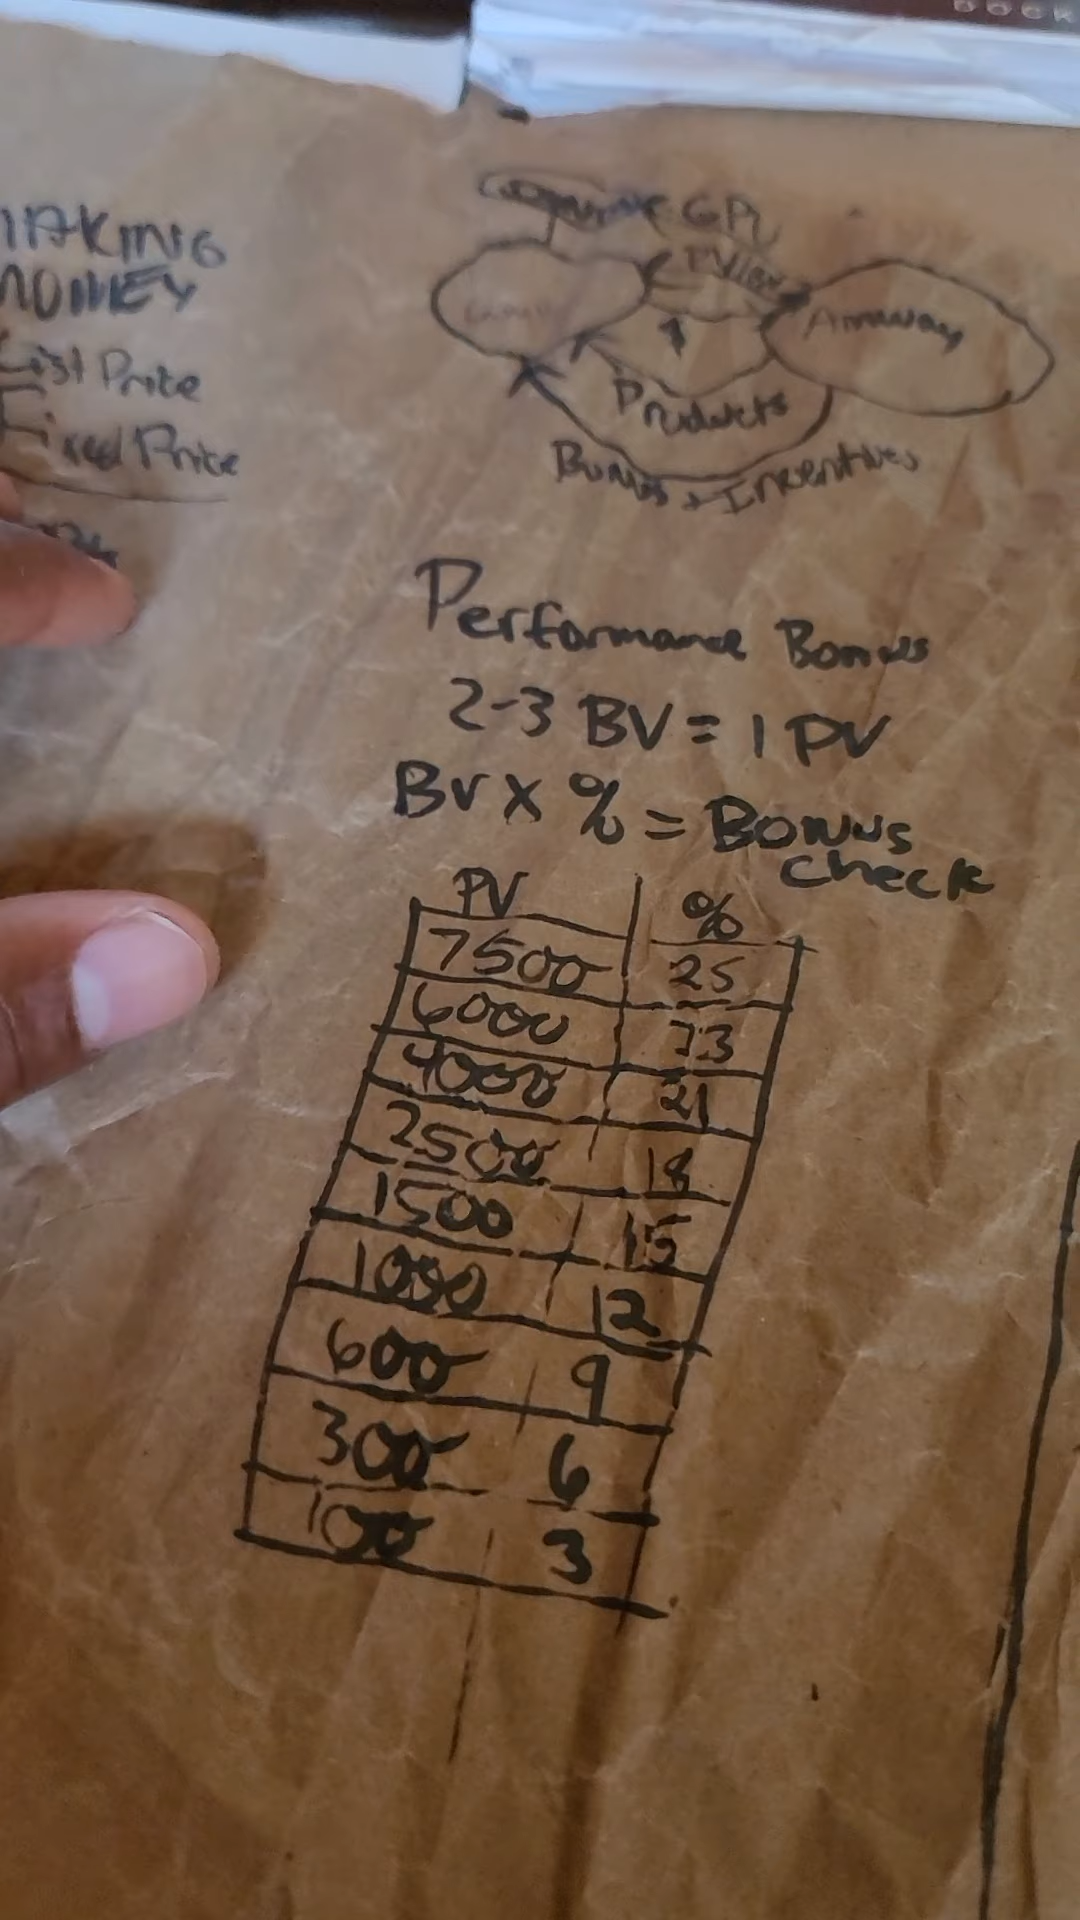 MAKING
MONEY
List Price
Fixed Price
PV/BV
Amway
Products
Bonus + Incentives
Performance Bonus
2-3 BV = 1 PV
BV X % = Bonus
check
PV %
7500 25
6000 23
4000 21
2500 18
1500 15
1000 12
600 9
300 6
100 3